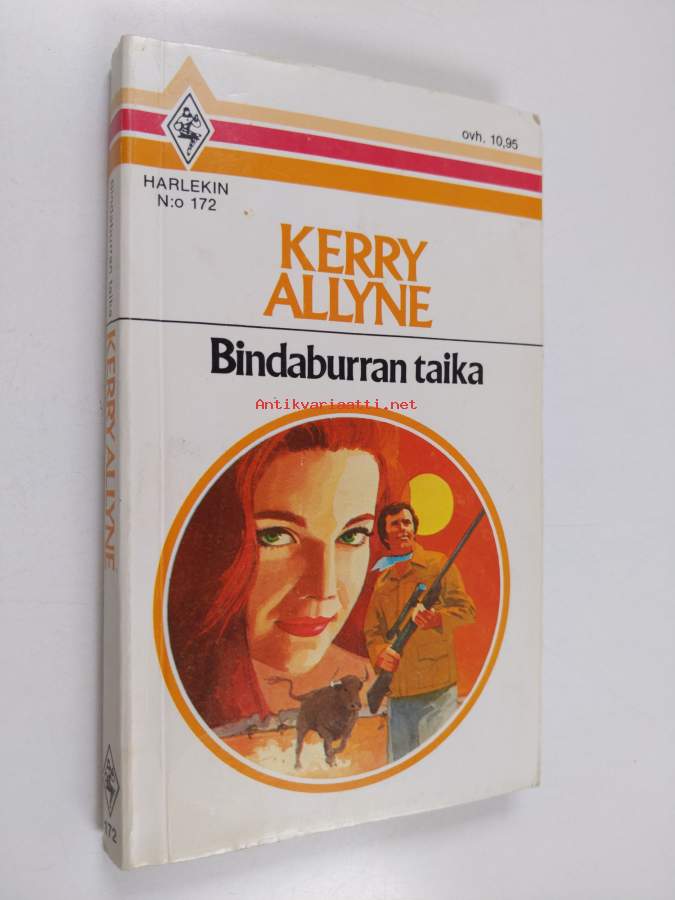 ovh. 10,95
HARLEKIN
N:o 172
KERRY
ALLYNE
Bindaburran taika
Antikvariaatti.net
Bindaburran taika
KERRY ALLYNE
172